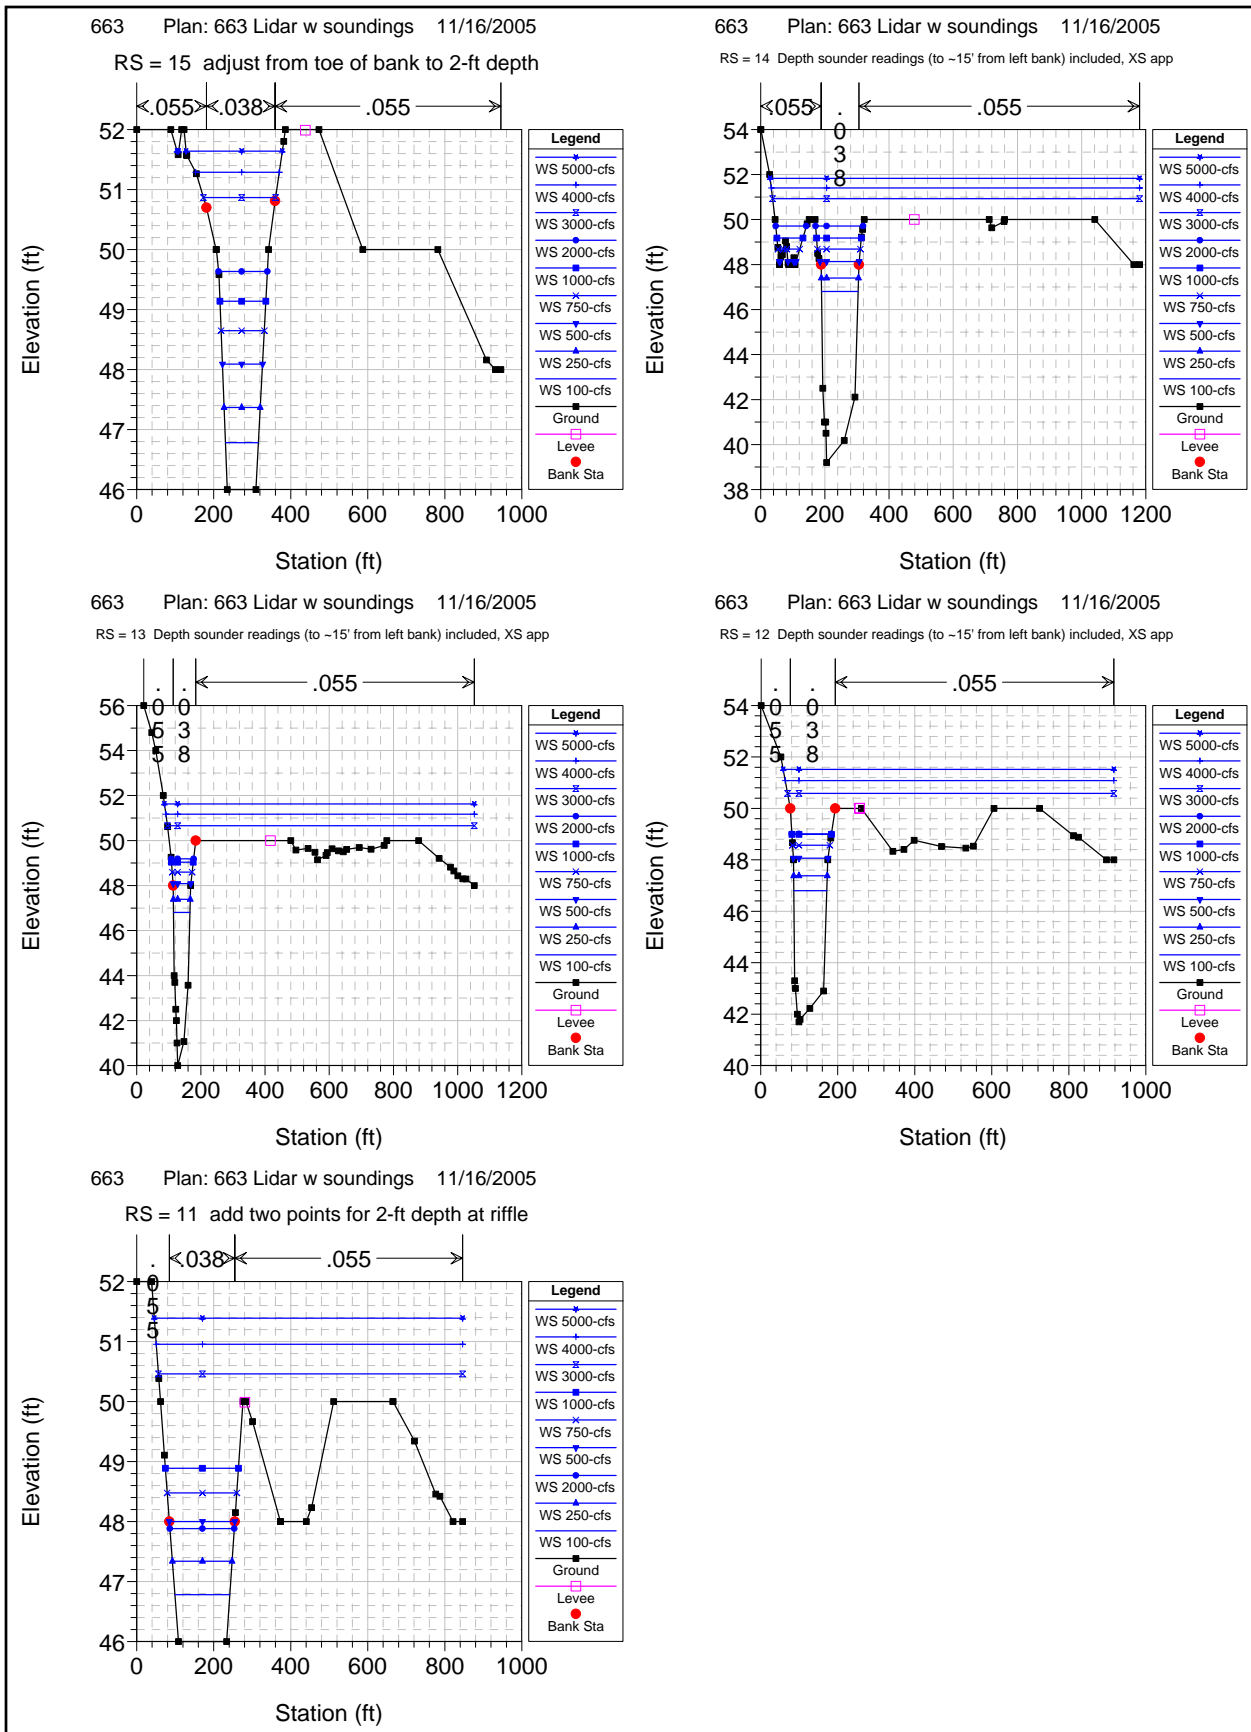 663 Plan: 663 Lidar w soundings 11/16/2005
RS = 15 adjust from toe of bank to 2-ft depth
.055 .038 .055
52
51
50
49
48
47
46
Elevation (ft)
0 200 400 600 800 1000
Station (ft)
Legend
WS 5000-cfs
WS 4000-cfs
WS 3000-cfs
WS 2000-cfs
WS 1000-cfs
WS 750-cfs
WS 500-cfs
WS 250-cfs
WS 100-cfs
Ground
Levee
Bank Sta
663 Plan: 663 Lidar w soundings 11/16/2005
RS = 14 Depth sounder readings (to ~15' from left bank) included, XS app
.055 .038 .055
54
52
50
48
46
44
42
40
38
Elevation (ft)
0 200 400 600 800 1000 1200
Station (ft)
Legend
WS 5000-cfs
WS 4000-cfs
WS 3000-cfs
WS 2000-cfs
WS 1000-cfs
WS 750-cfs
WS 500-cfs
WS 250-cfs
WS 100-cfs
Ground
Levee
Bank Sta
663 Plan: 663 Lidar w soundings 11/16/2005
RS = 13 Depth sounder readings (to ~15' from left bank) included, XS app
.055 .038 .055
56
54
52
50
48
46
44
42
40
Elevation (ft)
0 200 400 600 800 1000 1200
Station (ft)
Legend
WS 5000-cfs
WS 4000-cfs
WS 3000-cfs
WS 2000-cfs
WS 1000-cfs
WS 750-cfs
WS 500-cfs
WS 250-cfs
WS 100-cfs
Ground
Levee
Bank Sta
663 Plan: 663 Lidar w soundings 11/16/2005
RS = 12 Depth sounder readings (to ~15' from left bank) included, XS app
.055 .038 .055
54
52
50
48
46
44
42
40
Elevation (ft)
0 200 400 600 800 1000
Station (ft)
Legend
WS 5000-cfs
WS 4000-cfs
WS 3000-cfs
WS 2000-cfs
WS 1000-cfs
WS 750-cfs
WS 500-cfs
WS 250-cfs
WS 100-cfs
Ground
Levee
Bank Sta
663 Plan: 663 Lidar w soundings 11/16/2005
RS = 11 add two points for 2-ft depth at riffle
.055 .038 .055
52
51
50
49
48
47
46
Elevation (ft)
0 200 400 600 800 1000
Station (ft)
Legend
WS 5000-cfs
WS 4000-cfs
WS 3000-cfs
WS 1000-cfs
WS 750-cfs
WS 500-cfs
WS 2000-cfs
WS 250-cfs
WS 100-cfs
Ground
Levee
Bank Sta